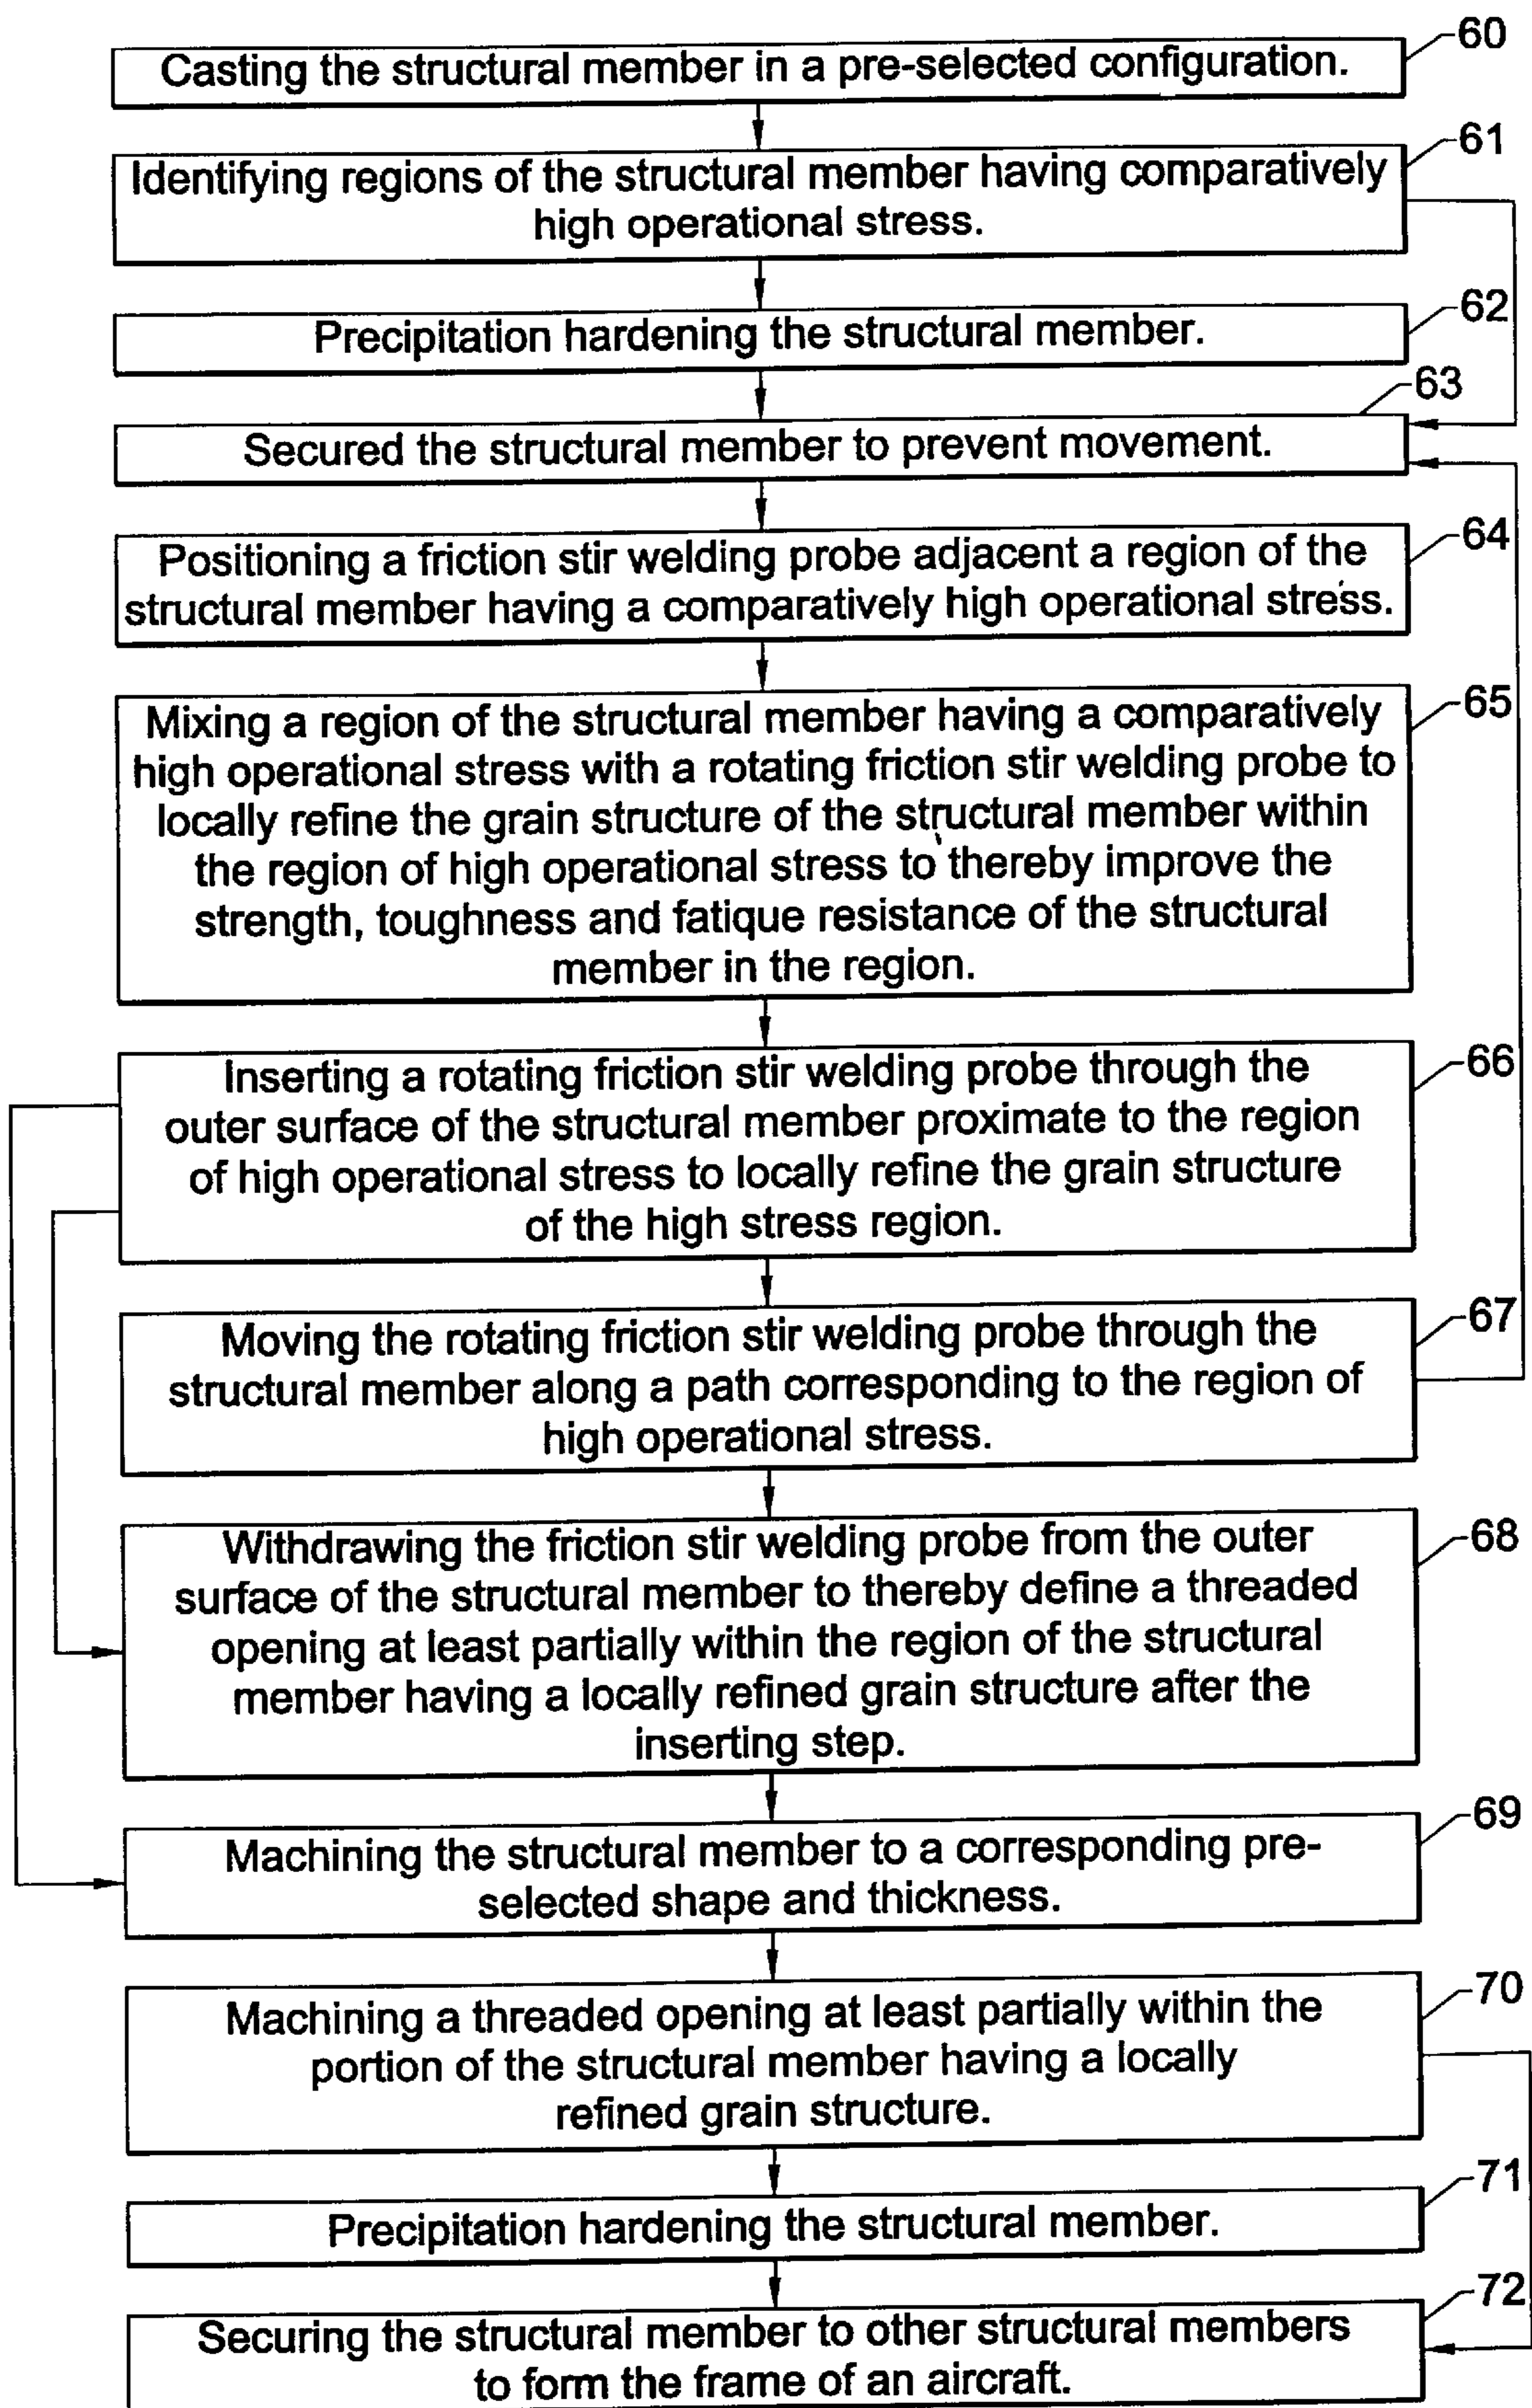 60
Casting the structural member in a pre-selected configuration.
61
Identifying regions of the structural member having comparatively
high operational stress.
62
Precipitation hardening the structural member.
63
Secured the structural member to prevent movement.
64
Positioning a friction stir welding probe adjacent a region of the
structural member having a comparatively high operational stress.
65
Mixing a region of the structural member having a comparatively
high operational stress with a rotating friction stir welding probe to
locally refine the grain structure of the structural member within
the region of high operational stress to thereby improve the
strength, toughness and fatique resistance of the structural
member in the region.
66
Inserting a rotating friction stir welding probe through the
outer surface of the structural member proximate to the region
of high operational stress to locally refine the grain structure
of the high stress region.
67
Moving the rotating friction stir welding probe through the
structural member along a path corresponding to the region of
high operational stress.
68
Withdrawing the friction stir welding probe from the outer
surface of the structural member to thereby define a threaded
opening at least partially within the region of the structural
member having a locally refined grain structure after the
inserting step.
69
Machining the structural member to a corresponding pre-
selected shape and thickness.
70
Machining a threaded opening at least partially within the
portion of the structural member having a locally
refined grain structure.
71
Precipitation hardening the structural member.
72
Securing the structural member to other structural members
to form the frame of an aircraft.